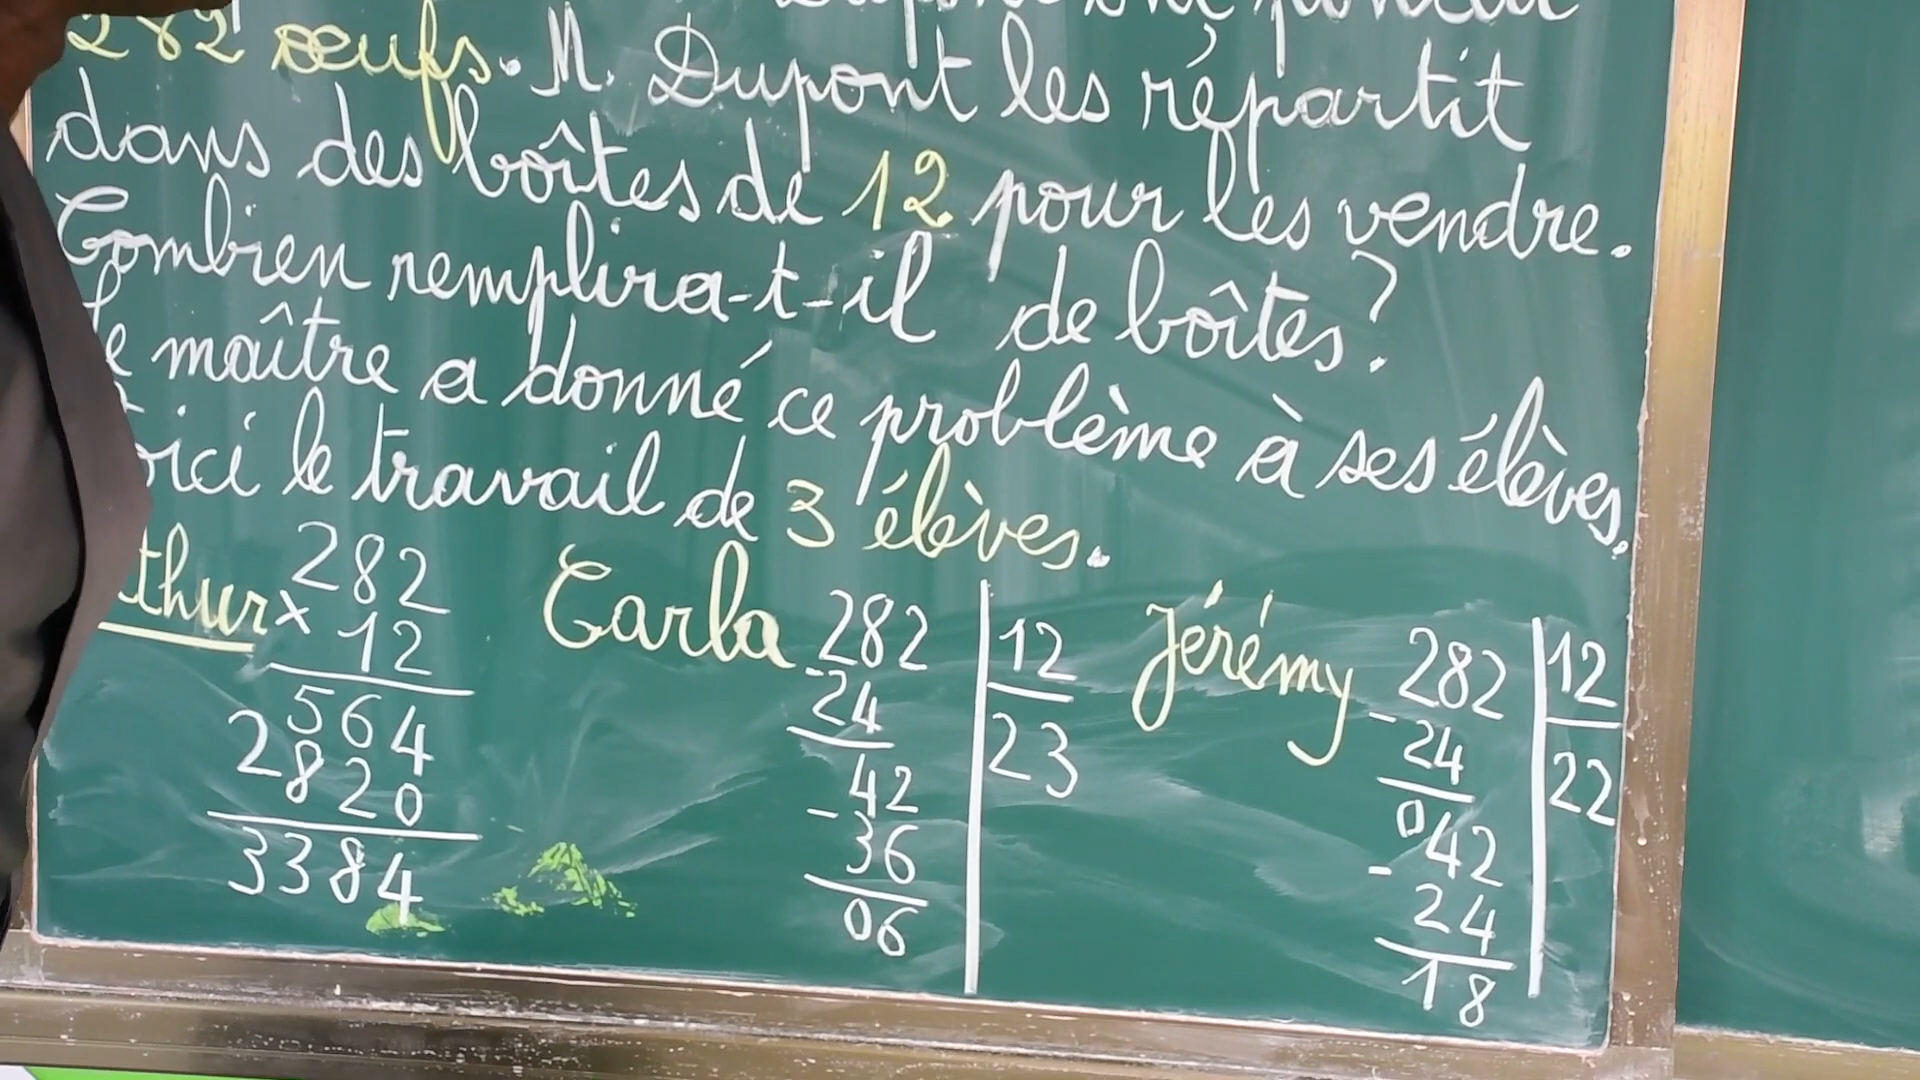 282 œufs. M. Dupont les répartit
dans des boîtes de 12 pour les vendre.
Combien remplira-t-il de boîtes?
Le maître a donné ce problème à ses élèves.
oici le travail de 3 élèves.
thur
282
x 12
564
2820
3384
Carla
282 | 12
- 24 | 23
42
- 36
06
Jérémy
282 | 12
- 24 | 22
042
- 24
18